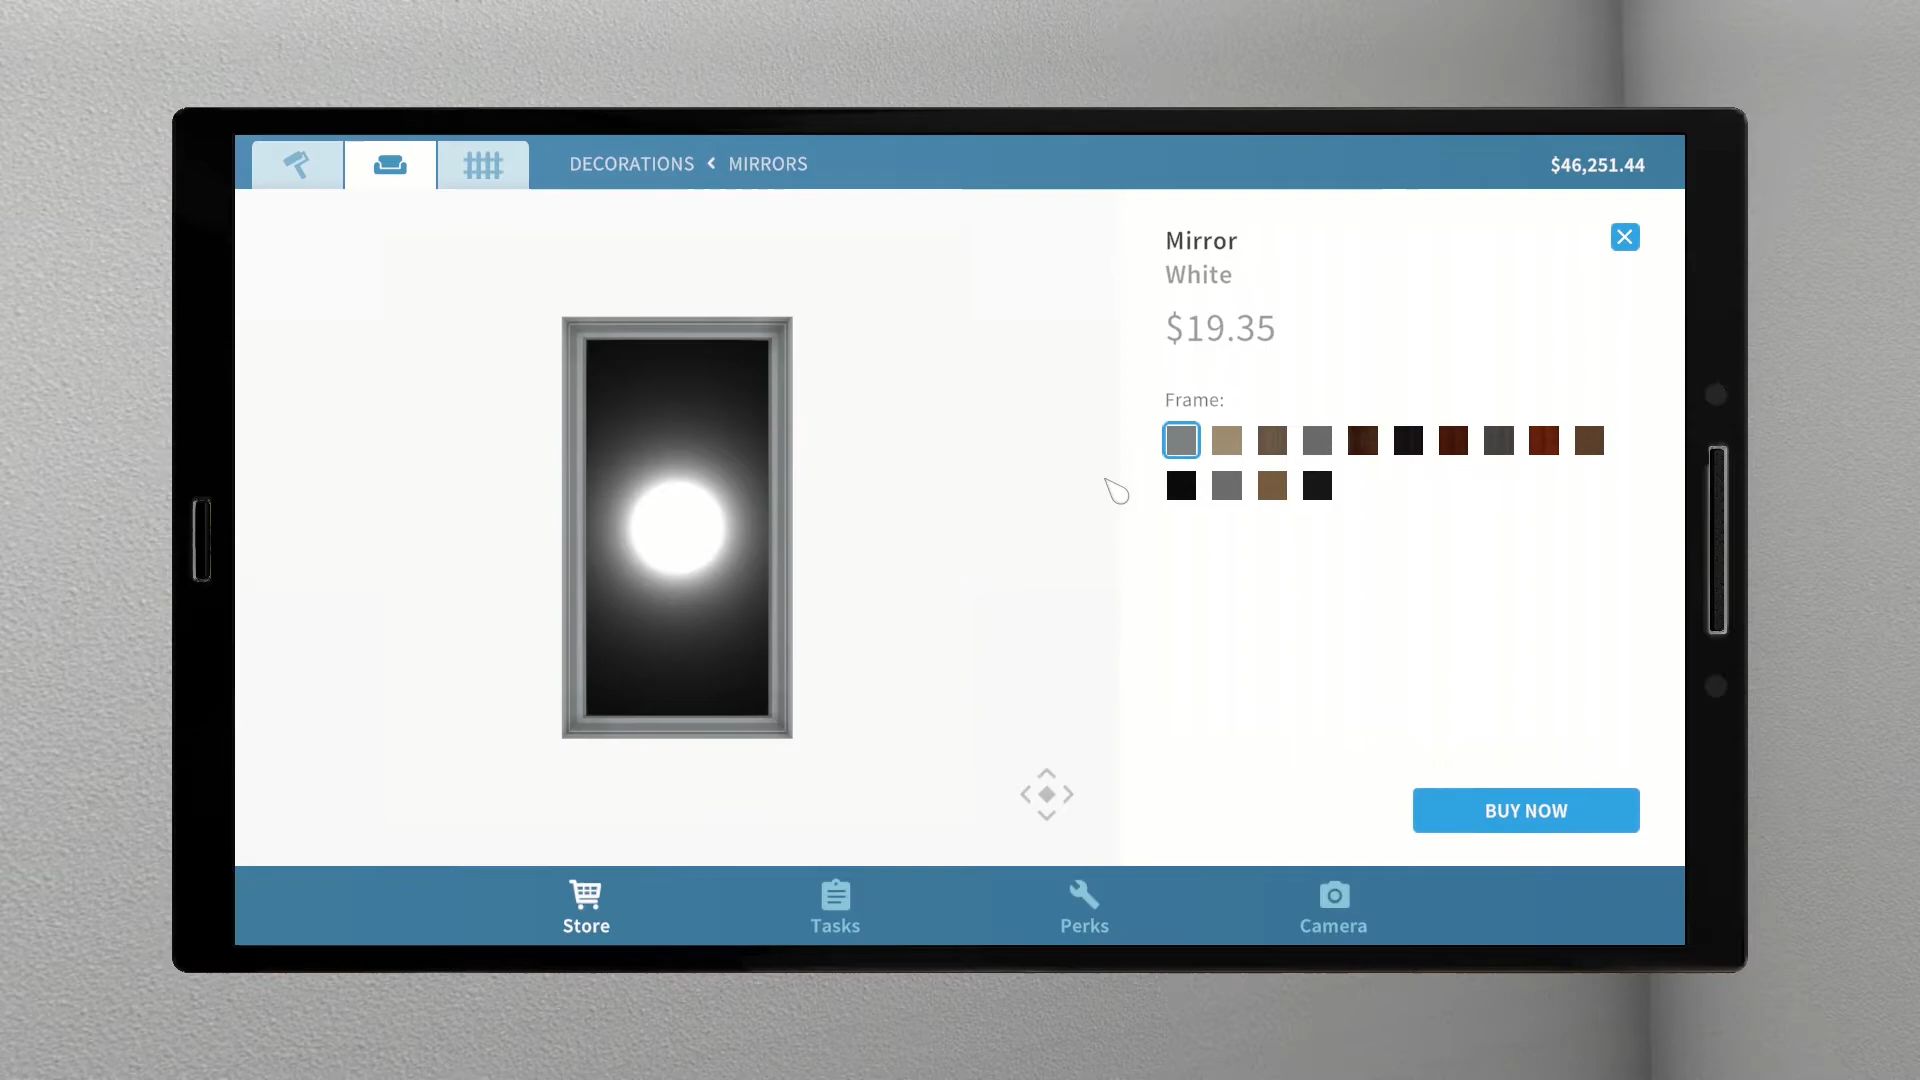 DECORATIONS < MIRRORS
$46,251.44
Mirror
White
$19.35
Frame:
BUY NOW
Store
Tasks
Perks
Camera